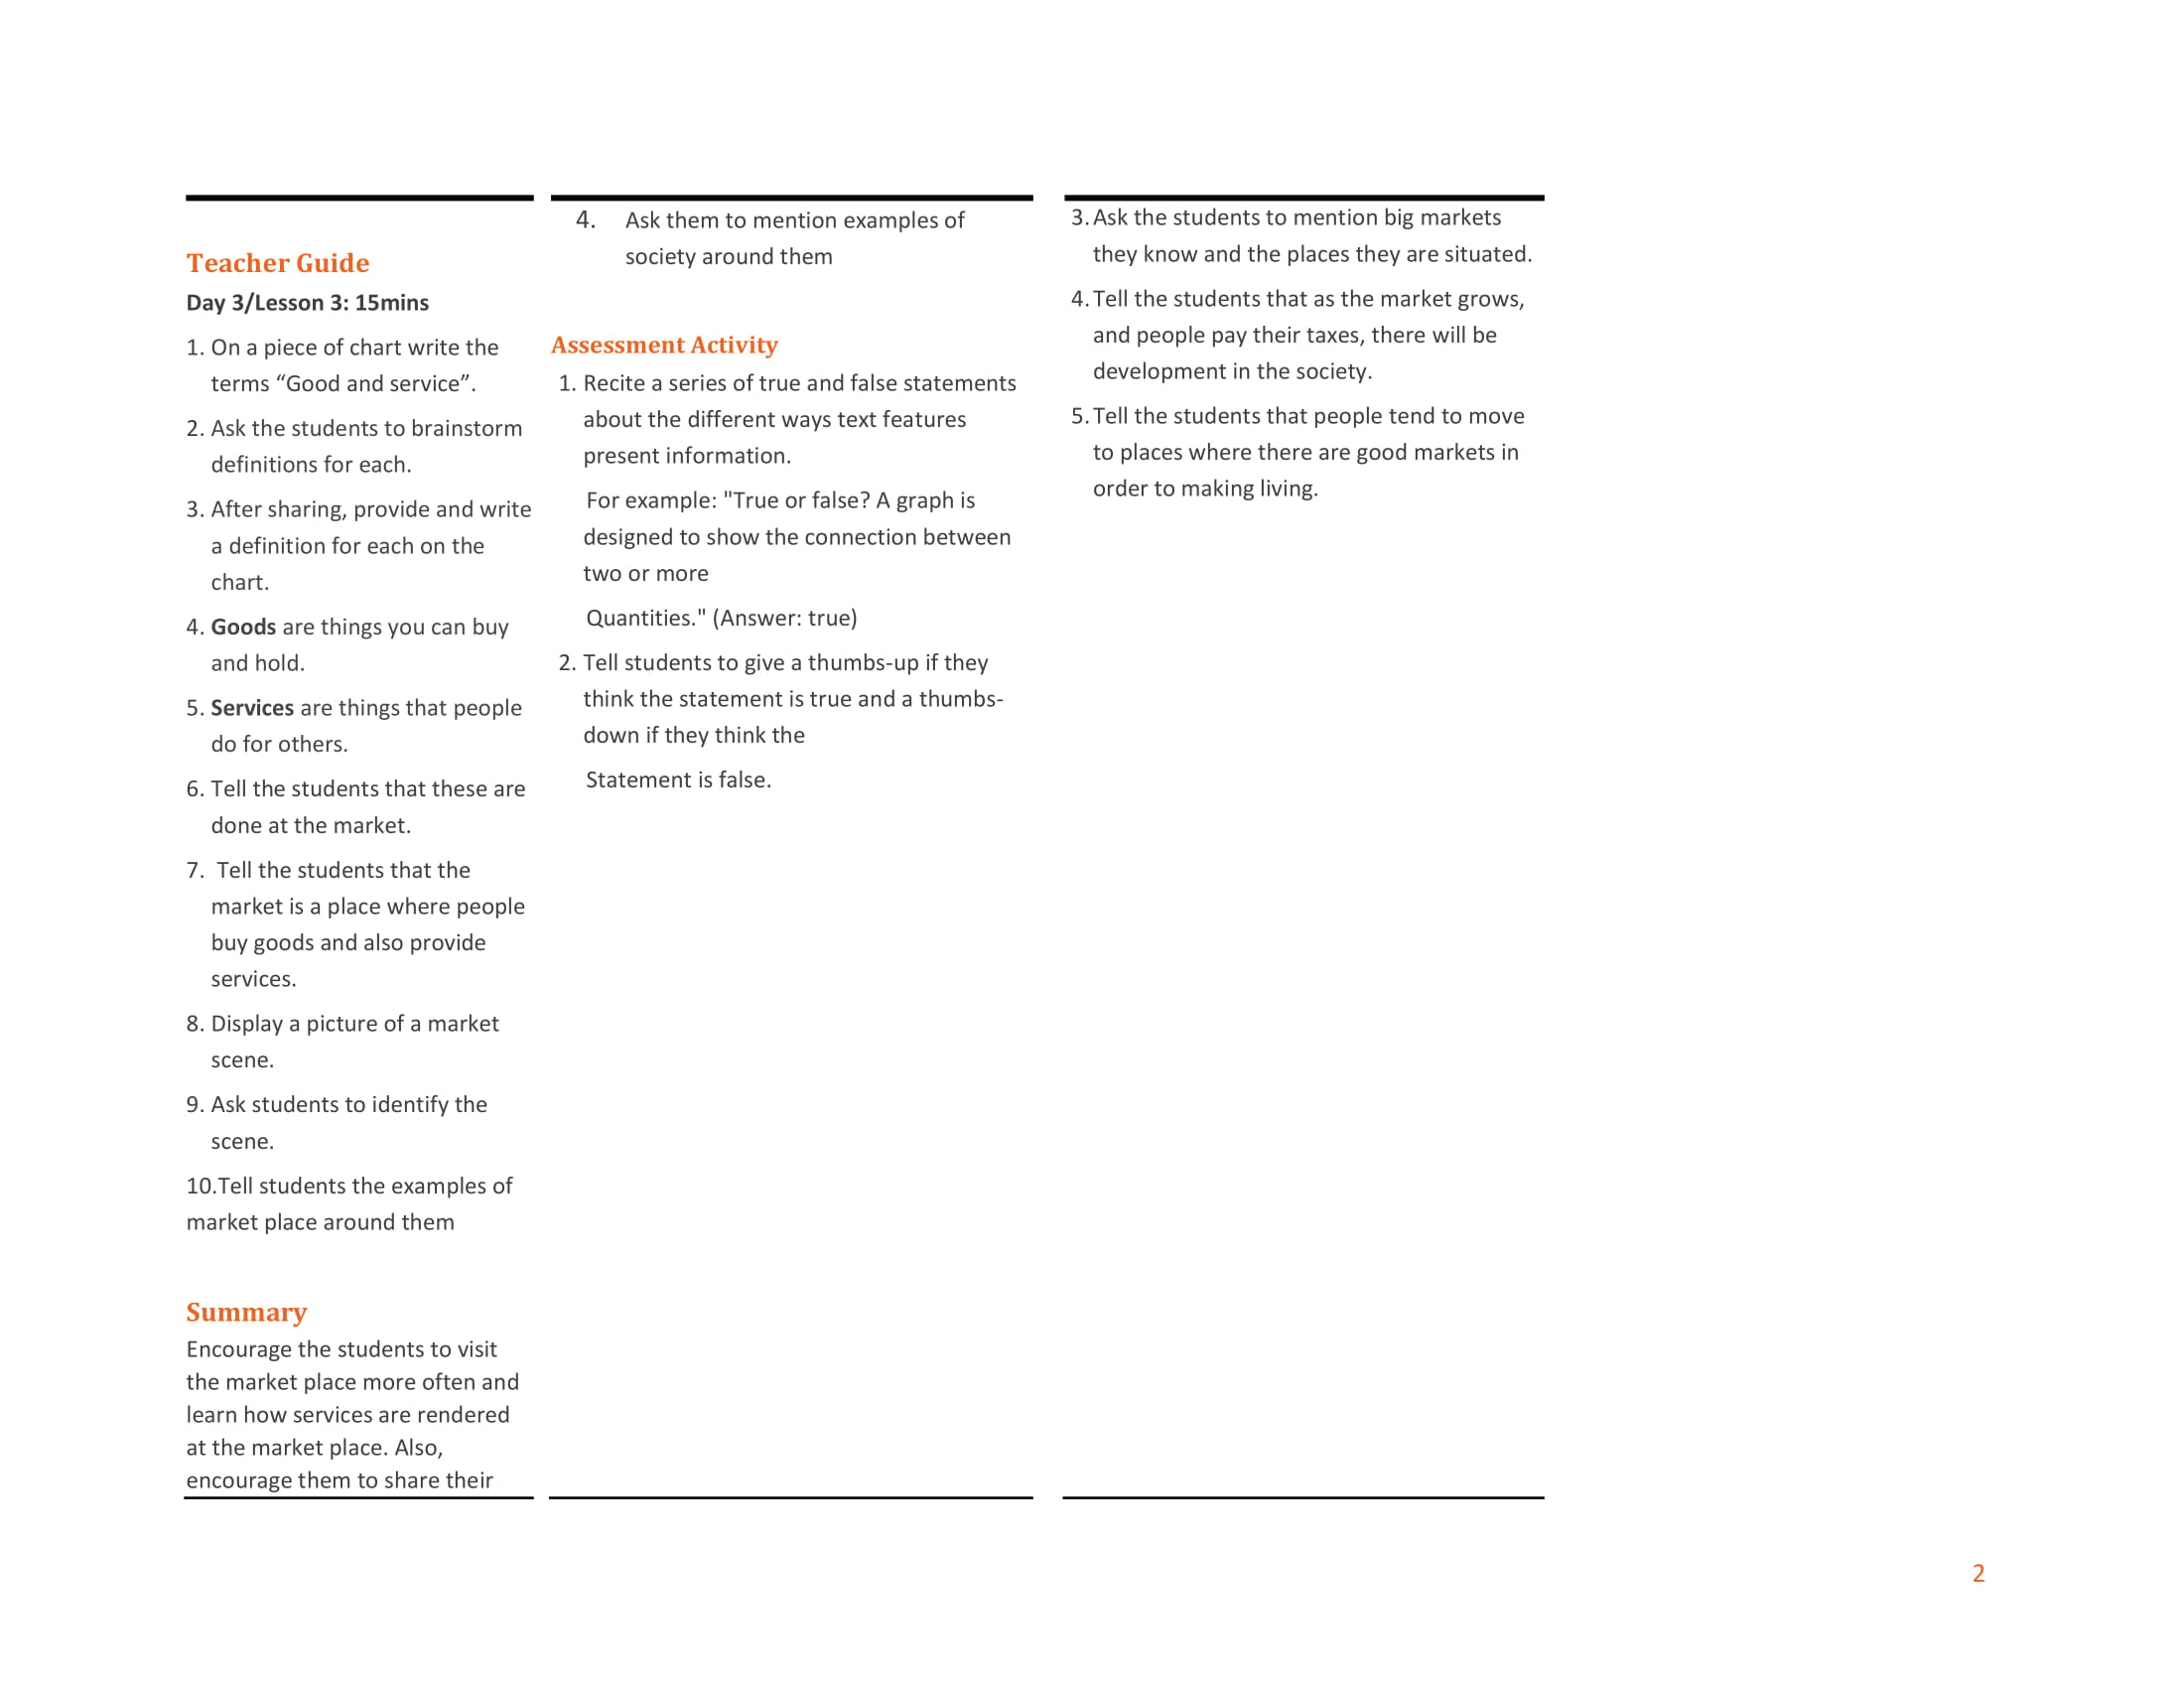 Teacher Guide
Day 3/Lesson 3: 15mins
1. On a piece of chart write the
terms “Good and service”.
2. Ask the students to brainstorm
definitions for each.
3. After sharing, provide and write
a definition for each on the
chart.
4. Goods are things you can buy
and hold.
5. Services are things that people
do for others.
6. Tell the students that these are
done at the market.
7. Tell the students that the
market is a place where people
buy goods and also provide
services.
8. Display a picture of a market
scene.
9. Ask students to identify the
scene.
10.Tell students the examples of
market place around them
Summary
Encourage the students to visit
the market place more often and
learn how services are rendered
at the market place. Also,
encourage them to share their
4. Ask them to mention examples of
society around them
Assessment Activity
1. Recite a series of true and false statements
about the different ways text features
present information.
For example: "True or false? A graph is
designed to show the connection between
two or more
Quantities." (Answer: true)
2. Tell students to give a thumbs-up if they
think the statement is true and a thumbs-
down if they think the
Statement is false.
3. Ask the students to mention big markets
they know and the places they are situated.
4. Tell the students that as the market grows,
and people pay their taxes, there will be
development in the society.
5. Tell the students that people tend to move
to places where there are good markets in
order to making living.
2